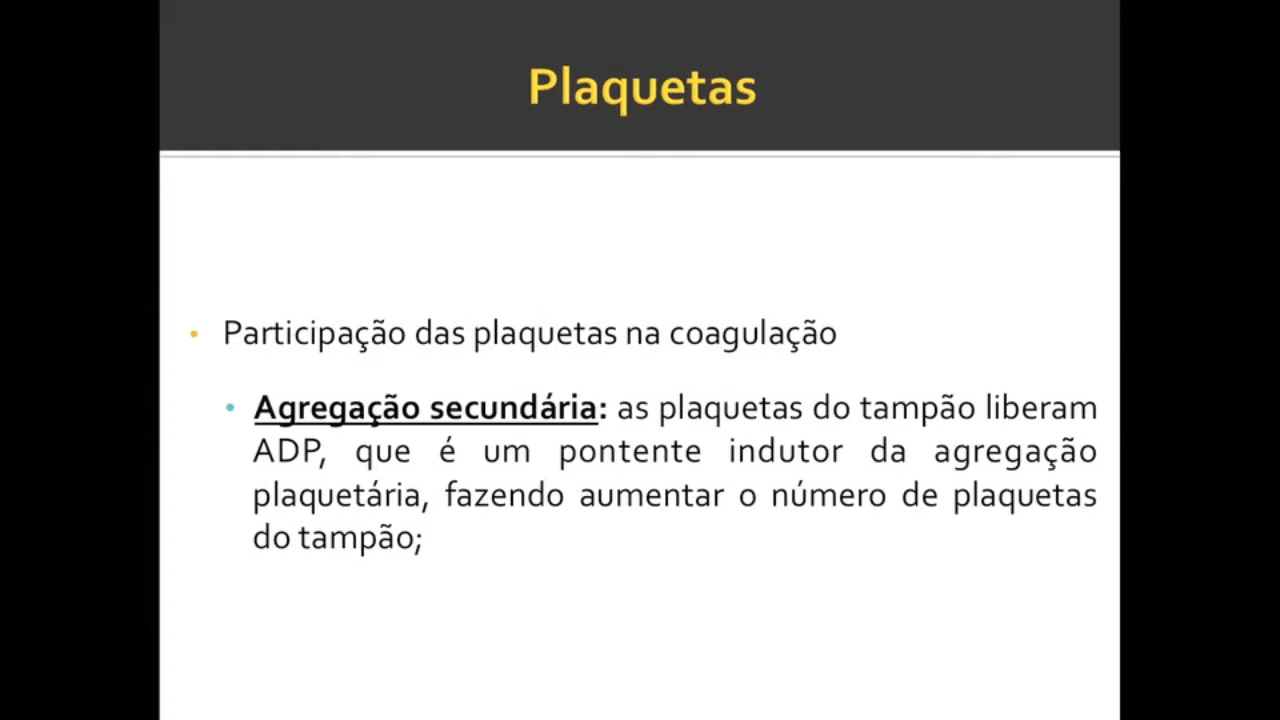 Plaquetas
• Participação das plaquetas na coagulação
• Agregação secundária: as plaquetas do tampão liberam
ADP, que é um pontente indutor da agregação
plaquetária, fazendo aumentar o número de plaquetas
do tampão;